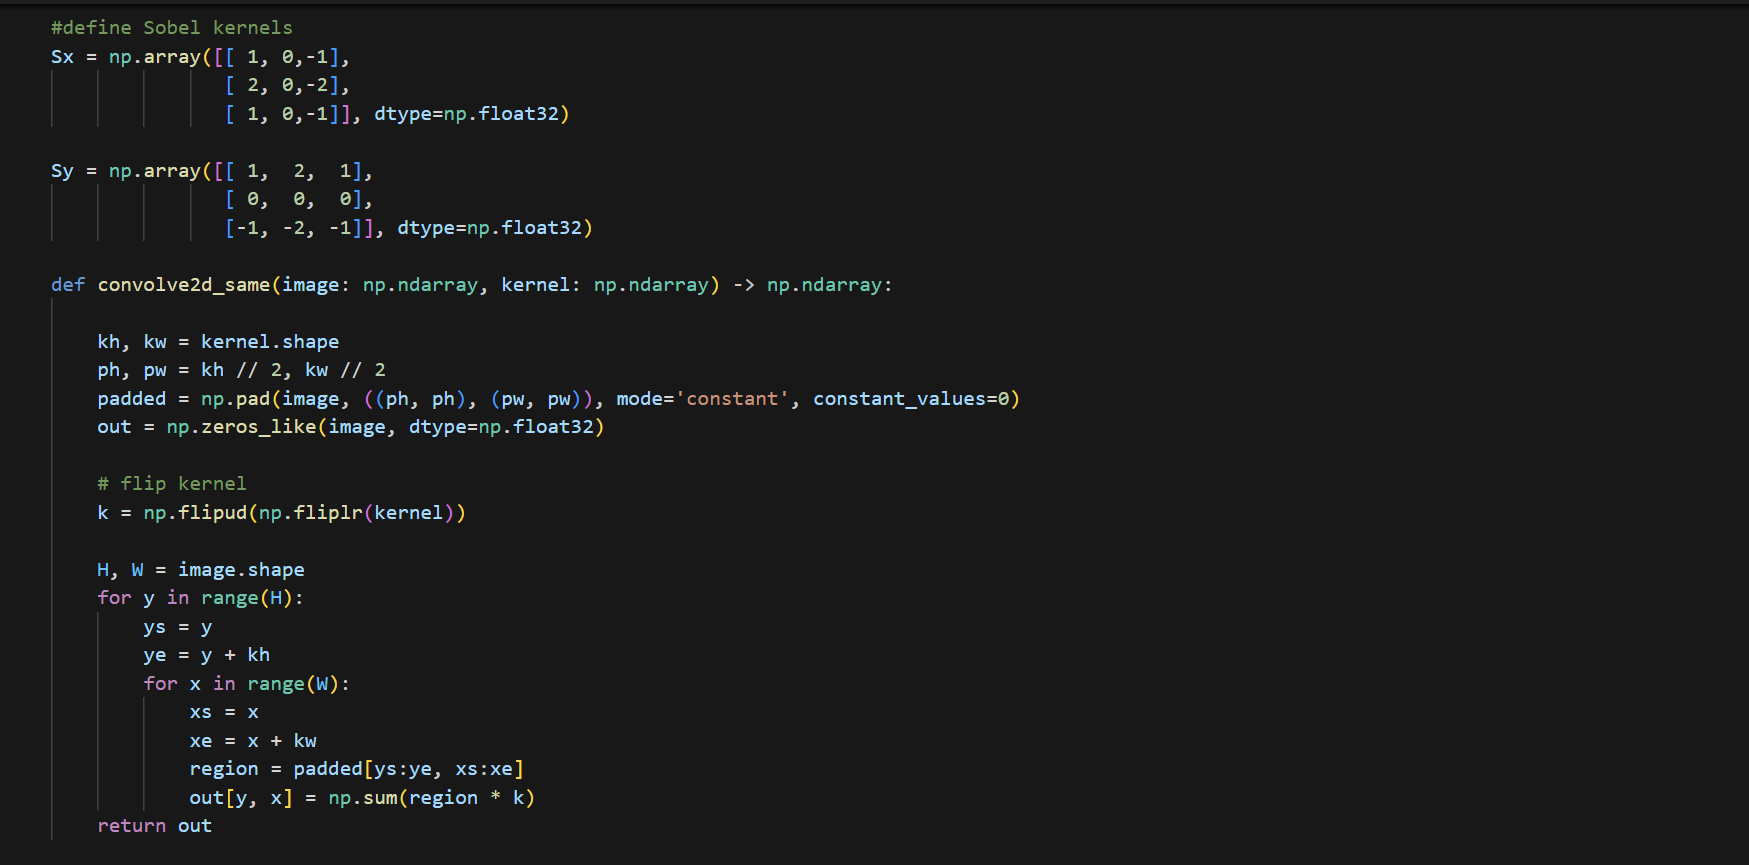 #define Sobel kernels
Sx = np.array([[ 1, 0,-1],
               [ 2, 0,-2],
               [ 1, 0,-1]], dtype=np.float32)
Sy = np.array([[ 1,  2,  1],
               [ 0,  0,  0],
               [-1, -2, -1]], dtype=np.float32)
def convolve2d_same(image: np.ndarray, kernel: np.ndarray) -> np.ndarray:
    kh, kw = kernel.shape
    ph, pw = kh // 2, kw // 2
    padded = np.pad(image, ((ph, ph), (pw, pw)), mode='constant', constant_values=0)
    out = np.zeros_like(image, dtype=np.float32)
    # flip kernel
    k = np.flipud(np.fliplr(kernel))
    H, W = image.shape
    for y in range(H):
        ys = y
        ye = y + kh
        for x in range(W):
            xs = x
            xe = x + kw
            region = padded[ys:ye, xs:xe]
            out[y, x] = np.sum(region * k)
    return out